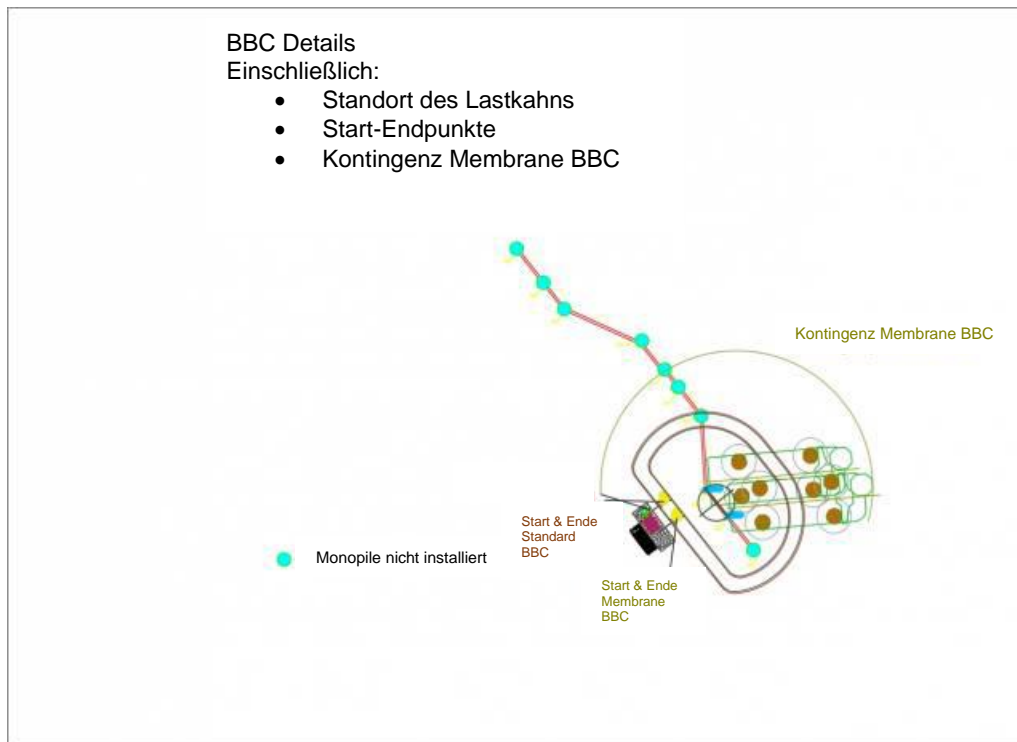 BBC Details
Einschließlich:
• Standort des Lastkahns
• Start-Endpunkte
• Kontingenz Membrane BBC
Kontingenz Membrane BBC
Start & Ende
Standard
BBC
Monopile nicht installiert
Start & Ende
Membrane
BBC